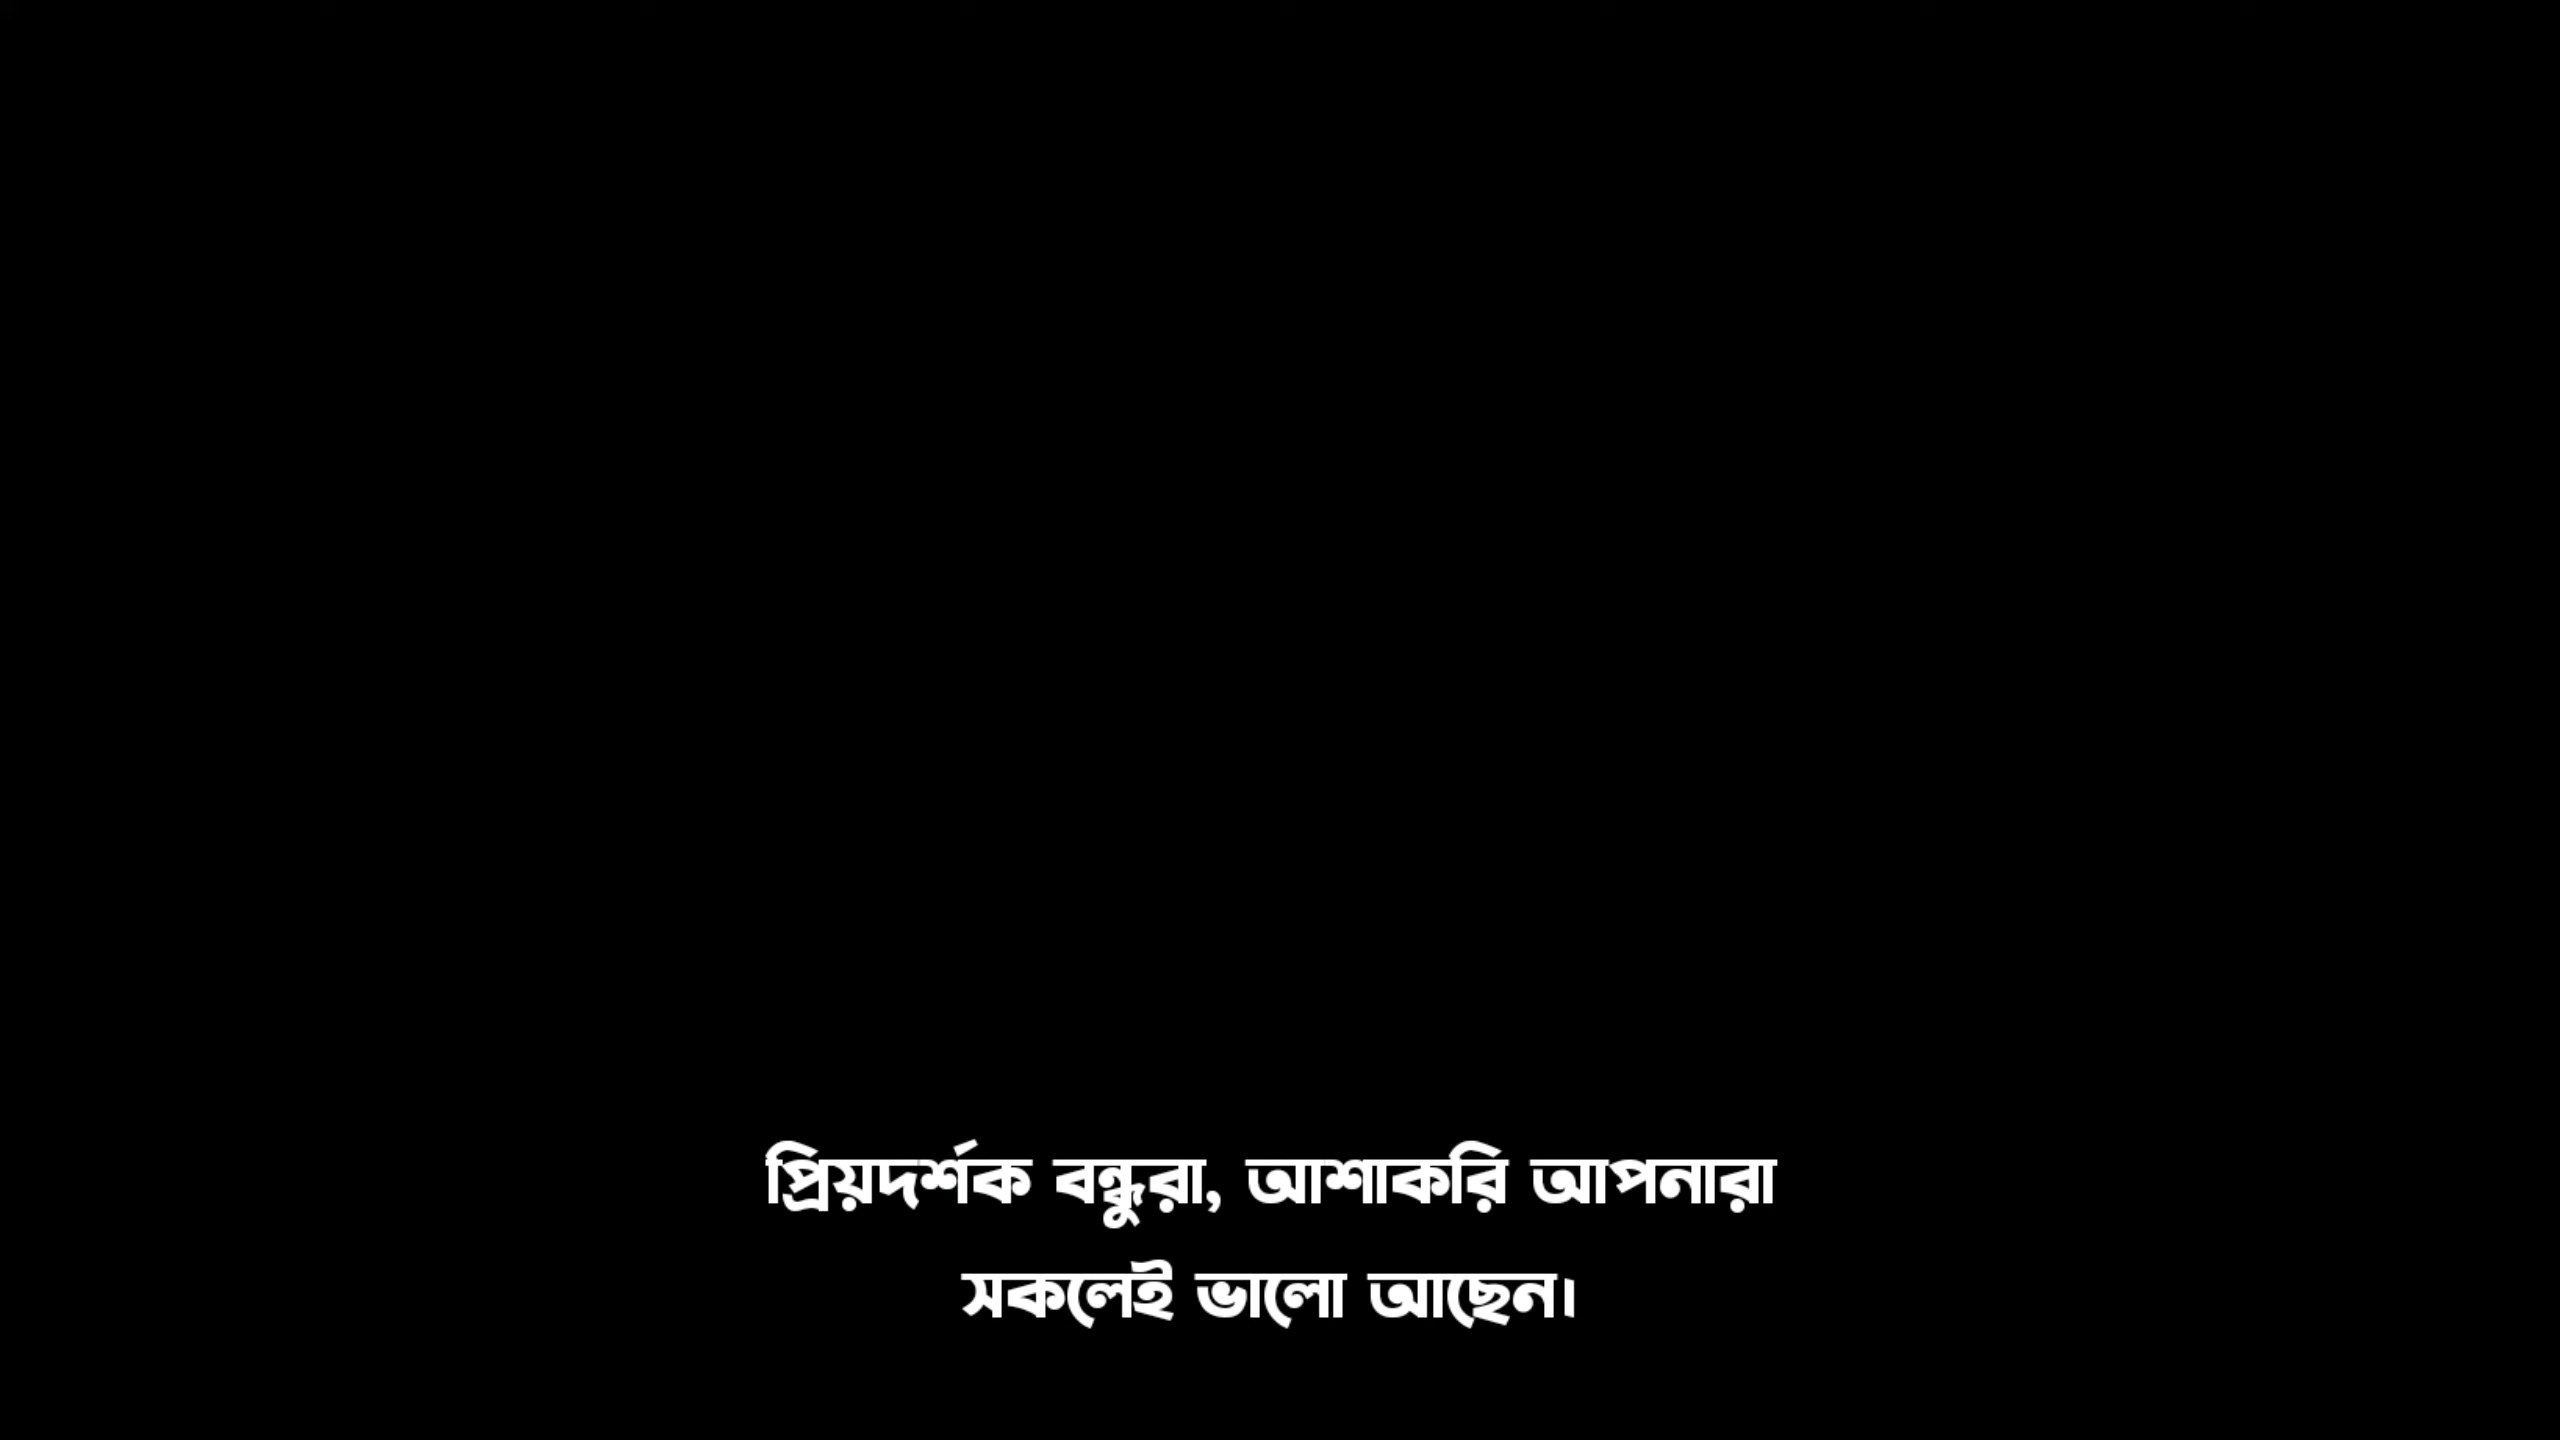 প্রিয়দর্শক বন্ধুরা, আশাকরি আপনারা
সকলেই ভালো আছেন।